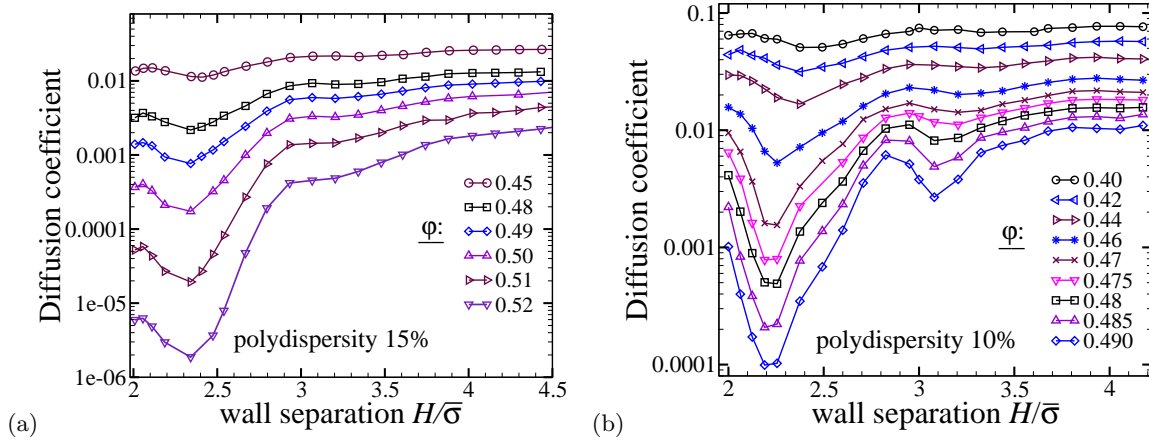 Diffusion coefficient
0.01
0.001
0.0001
1e-05
1e-06
2
2.5
3
3.5
4
4.5
wall separation H/σ̅
φ:
0.45
0.48
0.49
0.50
0.51
0.52
polydispersity 15%
(a)
Diffusion coefficient
0.1
0.01
0.001
0.0001
2
2.5
3
3.5
4
wall separation H/σ̅
φ:
0.40
0.42
0.44
0.46
0.47
0.475
0.48
0.485
0.490
polydispersity 10%
(b)